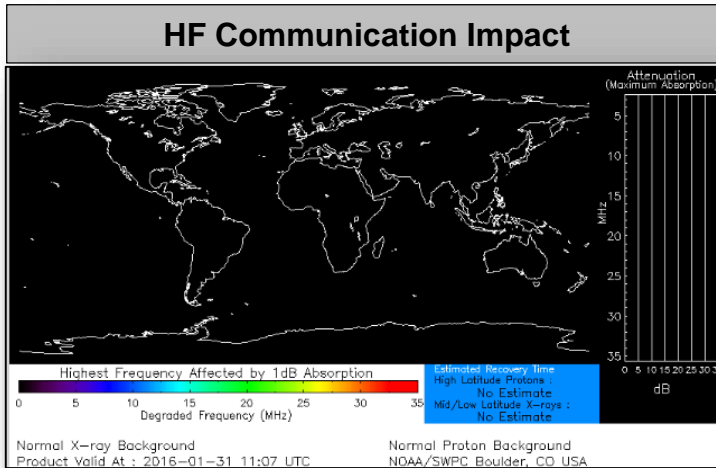 HF Communication Impact
Attenuation
(Maximum Absorption)
5
10
15
20
25
30
35
MHz
0 5 10 15 20 25 30
dB
Highest Frequency Affected by 1dB Absorption
0 5 10 15 20 25 30 35
Degraded Frequency (MHz)
Estimated Recovery Time
High Latitude Protons :
No Estimate
Mid/Low Latitude X-rays :
No Estimate
Normal X-ray Background
Normal Proton Background
Product Valid At : 2016-01-31 11:07 UTC
NOAA/SWPC Boulder, CO USA